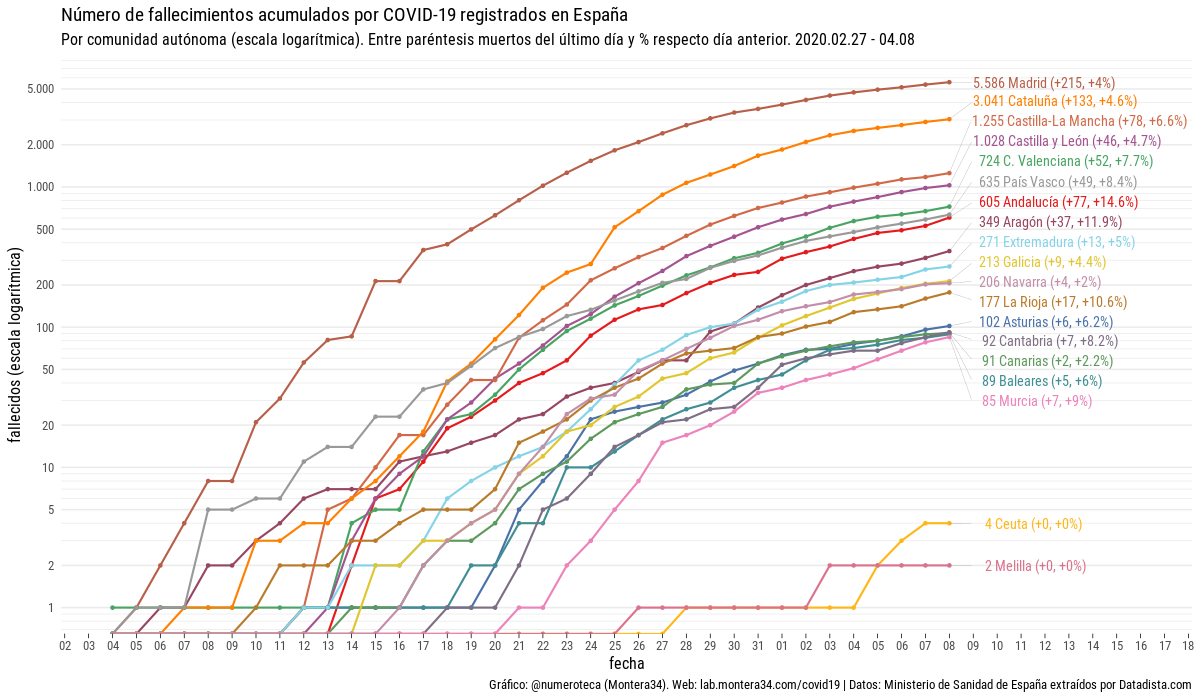 Número de fallecimientos acumulados por COVID-19 registrados en España
Por comunidad autónoma (escala logarítmica). Entre paréntesis muertos del último día y % respecto día anterior. 2020.02.27 - 04.08
fallecidos (escala logarítmica)
5.000
2.000
1.000
500
200
100
50
20
10
5
2
1
5.586 Madrid (+215, +4%)
3.041 Cataluña (+133, +4.6%)
1.255 Castilla-La Mancha (+78, +6.6%)
1.028 Castilla y León (+46, +4.7%)
724 C. Valenciana (+52, +7.7%)
635 País Vasco (+49, +8.4%)
605 Andalucía (+77, +14.6%)
349 Aragón (+37, +11.9%)
271 Extremadura (+13, +5%)
213 Galicia (+9, +4.4%)
206 Navarra (+4, +2%)
177 La Rioja (+17, +10.6%)
102 Asturias (+6, +6.2%)
92 Cantabria (+7, +8.2%)
91 Canarias (+2, +2.2%)
89 Baleares (+5, +6%)
85 Murcia (+7, +9%)
4 Ceuta (+0, +0%)
2 Melilla (+0, +0%)
02 03 04 05 06 07 08 09 10 11 12 13 14 15 16 17 18 19 20 21 22 23 24 25 26 27 28 29 30 31 01 02 03 04 05 06 07 08 09 10 11 12 13 14 15 16 17 18
fecha
Gráfico: @numeroteca (Montera34). Web: lab.montera34.com/covid19 | Datos: Ministerio de Sanidad de España extraídos por Datadista.com